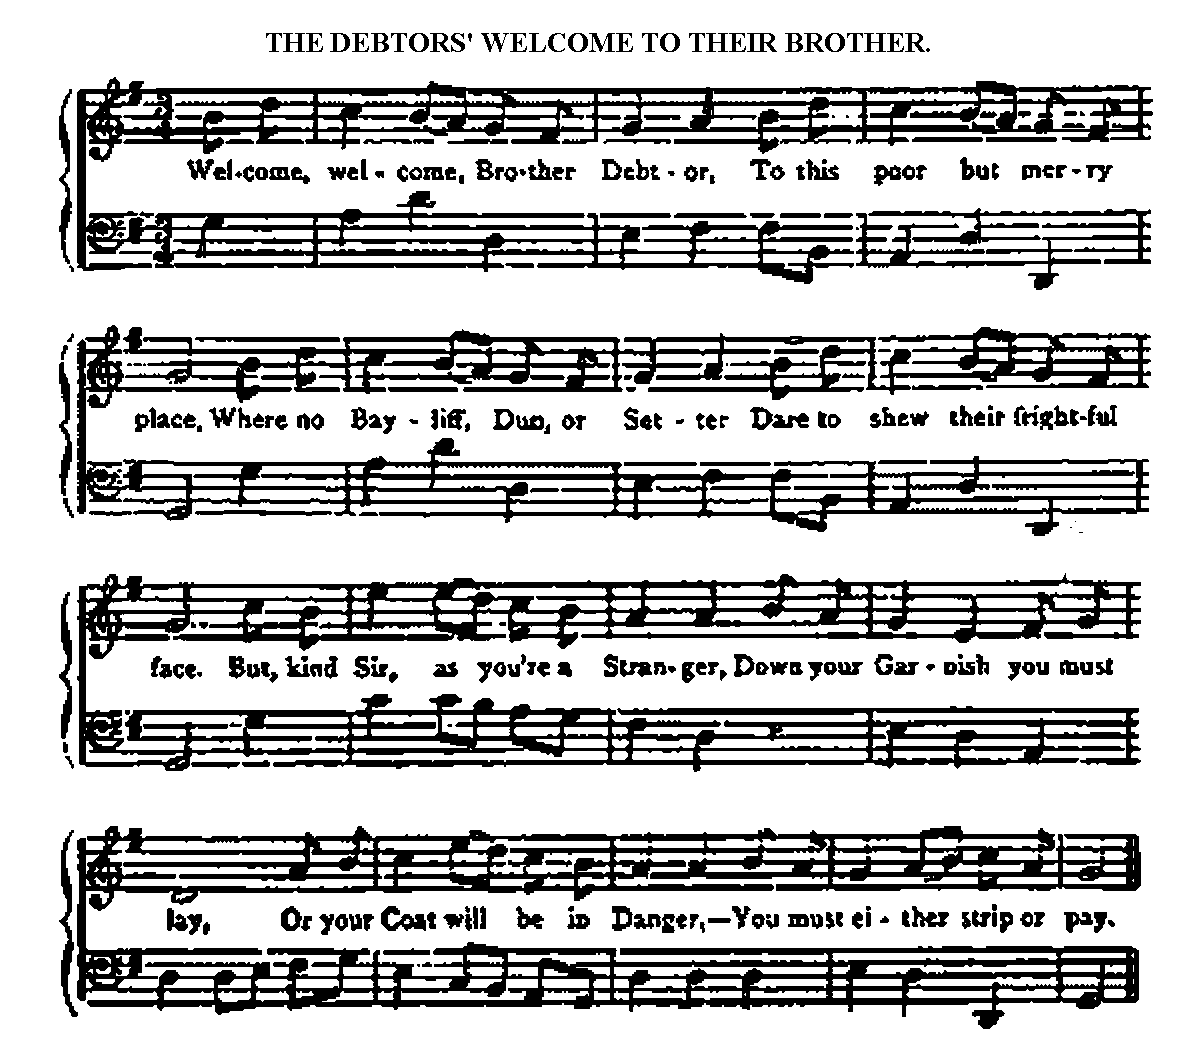 THE DEBTORS' WELCOME TO THEIR BROTHER.
Wel-come, wel - come, Bro-ther Debt - or, To this poor but mer - ry
place, Where no Bay - liff, Dun, or Set - ter Dare to shew their fright-ful
face. But, kind Sir, as you're a Stran- ger, Down your Gar - nish you must
lay, Or your Coat will be in Danger,—You must ei - ther strip or pay.